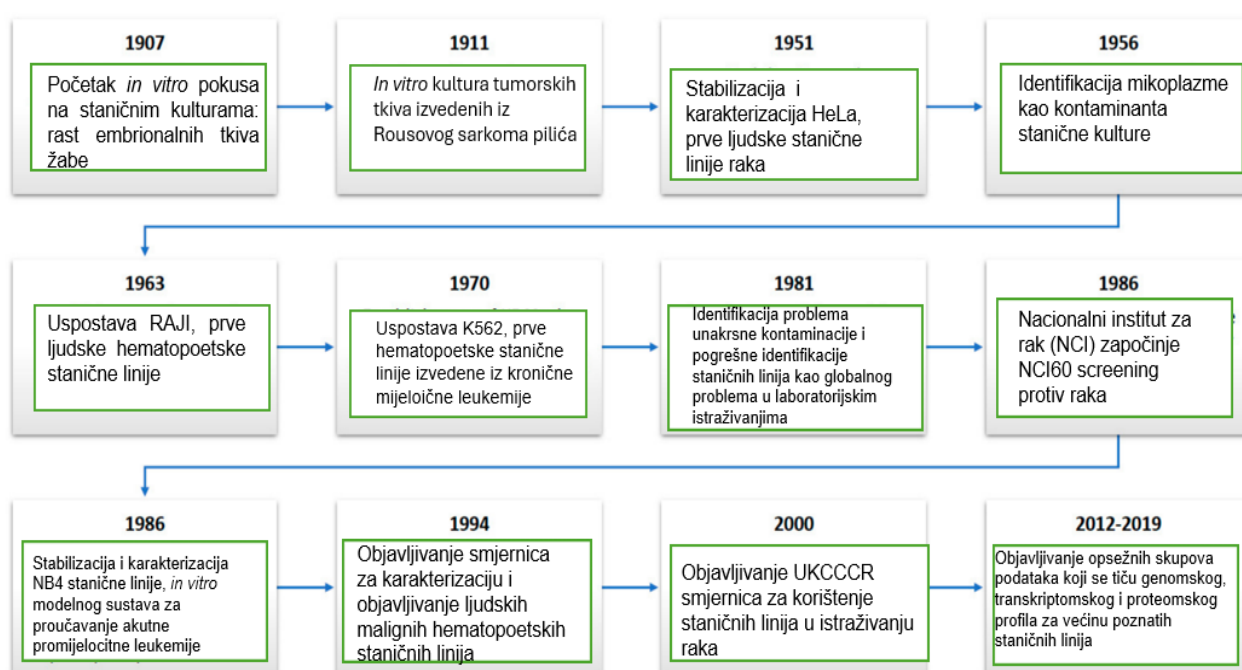 1907
Početak in vitro pokusa
na staničnim kulturama:
rast embrionalnih tkiva
žabe
1911
In vitro kultura tumorskih
tkiva izvedenih iz
Rousovog sarkoma pilića
1951
Stabilizacija i
karakterizacija HeLa,
prve ljudske stanične
linije raka
1956
Identifikacija mikoplazme
kao kontaminanta
stanične kulture
1963
Uspostava RAJI, prve
ljudske hematopoetske
stanične linije
1970
Uspostava K562, prve
hematopoetske stanične
linije izvedene iz kronične
mijeloične leukemije
1981
Identifikacija problema
unakrsne kontaminacije i
pogrešne identifikacije
staničnih linija kao globalnog
problema u laboratorijskim
istraživanjima
1986
Nacionalni institut za
rak (NCI) započinje
NCI60 screening
protiv raka
1986
Stabilizacija i karakterizacija
NB4 stanične linije, in vitro
modelnog sustava za
proučavanje akutne
promijelocitne leukemije
1994
Objavljivanje smjernica
za karakterizaciju i
objavljivanje ljudskih
malignih hematopoetskih
staničnih linija
2000
Objavljivanje UKCCCR
smjernica za korištenje
staničnih linija u istraživanju
raka
2012-2019
Objavljivanje opsežnih skupova
podataka koji se tiču genomskog,
transkriptomskog i proteomskog
profila za većinu poznatih
staničnih linija